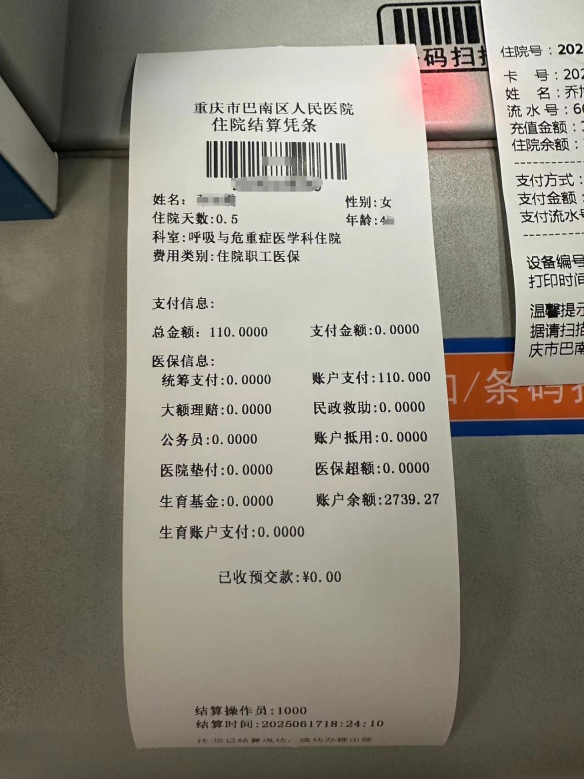 重庆市巴南区人民医院
住院结算凭条
姓名:
性别:女
住院天数:0.5
年龄:4
科室:呼吸与危重症医学科住院
费用类别:住院职工医保
支付信息:
总金额: 110.0000
支付金额:0.0000
医保信息:
统筹支付:0.0000
账户支付:110.000
大额理赔:0.0000
民政救助:0.0000
公务员:0.0000
账户抵用:0.0000
医院垫付:0.0000
医保超额:0.0000
生育基金:0.0000
账户余额:2739.27
生育账户支付:0.0000
已收预交款:¥0.00
结算操作员:1000
结算时间:2025061718:24:10
条码扫
住院号:202
卡 号:202
姓 名:乔
流水号:6
充值金额:
住院余额:
支付方式:
支付金额:
支付流水号
设备编号
打印时间
温馨提示
据请扫描
庆市巴南
/条码扫